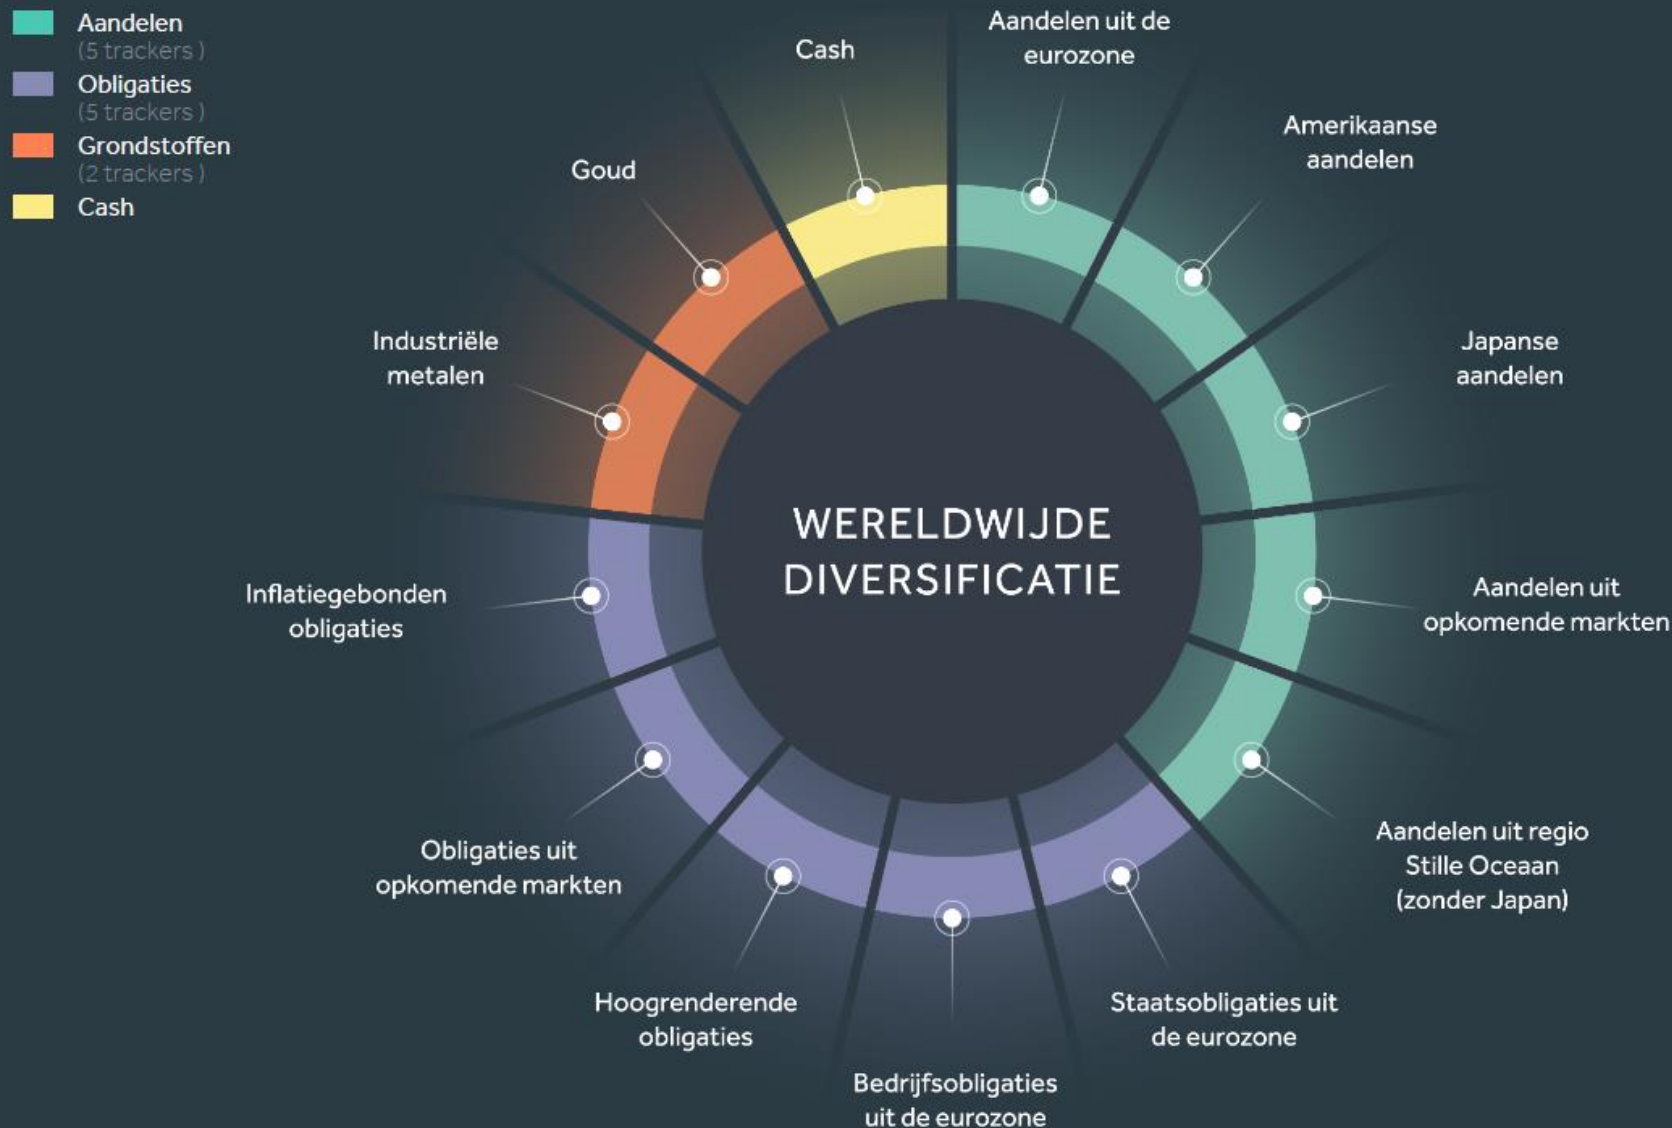 Aandelen
(5 trackers )
Obligaties
(5 trackers )
Grondstoffen
(2 trackers )
Cash
Cash
Aandelen uit de
eurozone
Amerikaanse
aandelen
Japanse
aandelen
Aandelen uit
opkomende markten
Aandelen uit regio
Stille Oceaan
(zonder Japan)
Staatsobligaties uit
de eurozone
Bedrijfsobligaties
uit de eurozone
Hoogrenderende
obligaties
Obligaties uit
opkomende markten
Inflatiegebonden
obligaties
Industriële
metalen
Goud
WERELDWIJDE
DIVERSIFICATIE